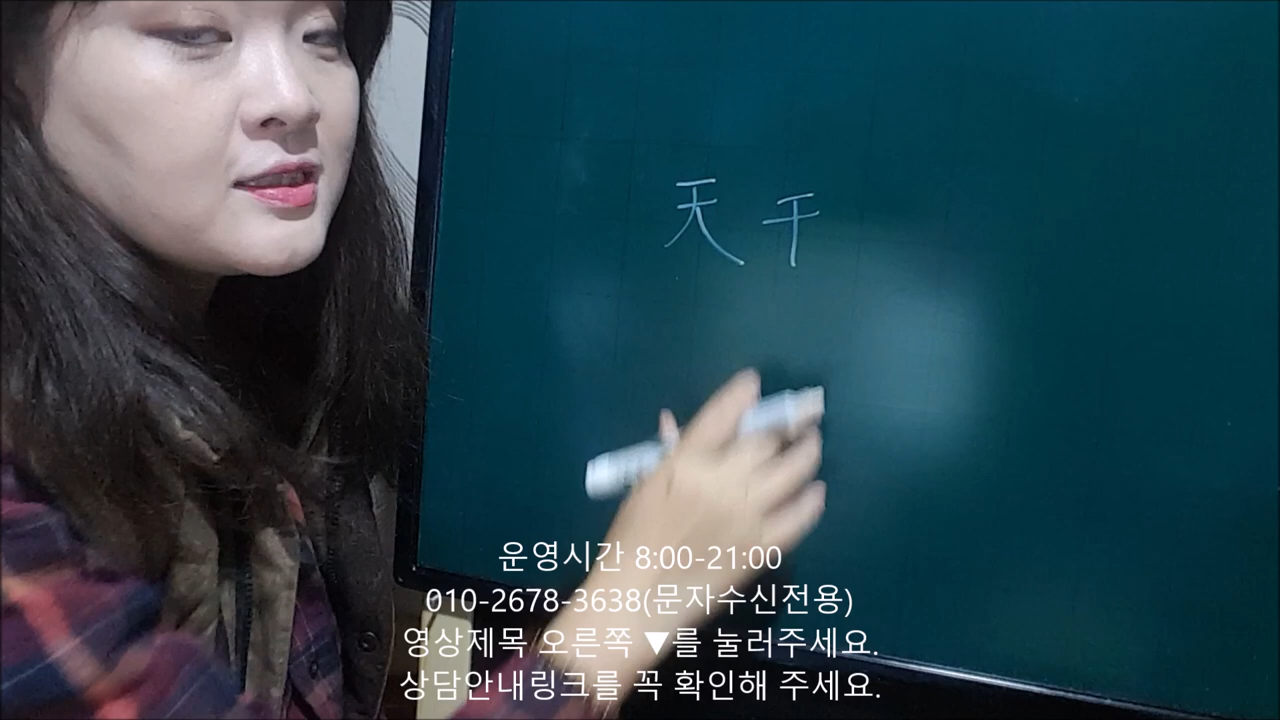 天干
운영시간 8:00-21:00
010-2678-3638(문자수신전용)
영상제목 오른쪽 ▼를 눌러주세요.
상담안내링크를 꼭 확인해 주세요.